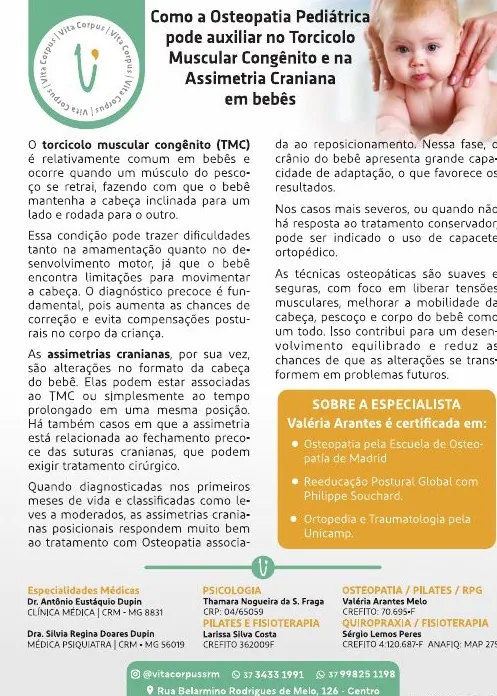 Vita Corpus | Vita Corpus | Vita Corpus | Vita Corpus | Vita Corpus |
Como a Osteopatia Pediátrica
pode auxiliar no Torcicolo
Muscular Congênito e na
Assimetria Craniana
em bebês
O torcicolo muscular congênito (TMC)
é relativamente comum em bebês e
ocorre quando um músculo do pesco-
ço se retrai, fazendo com que o bebê
mantenha a cabeça inclinada para um
lado e rodada para o outro.
Essa condição pode trazer dificuldades
tanto na amamentação quanto no de-
senvolvimento motor, já que o bebê
encontra limitações para movimentar
a cabeça. O diagnóstico precoce é fun-
damental, pois aumenta as chances de
correção e evita compensações postu-
rais no corpo da criança.
As assimetrias cranianas, por sua vez,
são alterações no formato da cabeça
do bebê. Elas podem estar associadas
ao TMC ou simplesmente ao tempo
prolongado em uma mesma posição.
Há também casos em que a assimetria
está relacionada ao fechamento preco-
ce das suturas cranianas, que podem
exigir tratamento cirúrgico.
Quando diagnosticadas nos primeiros
meses de vida e classificadas como le-
ves a moderados, as assimetrias crania-
nas posicionais respondem muito bem
ao tratamento com Osteopatia associa-
da ao reposicionamento. Nessa fase, o
crânio do bebê apresenta grande capa-
cidade de adaptação, o que favorece os
resultados.
Nos casos mais severos, ou quando não
há resposta ao tratamento conservador,
pode ser indicado o uso de capacete
ortopédico.
As técnicas osteopáticas são suaves e
seguras, com foco em liberar tensões
musculares, melhorar a mobilidade da
cabeça, pescoço e corpo do bebê como
um todo. Isso contribui para um desen-
volvimento equilibrado e reduz as
chances de que as alterações se trans-
formem em problemas futuros.
SOBRE A ESPECIALISTA
Valéria Arantes é certificada em:
• Osteopatia pela Escuela de Osteo-
patia de Madrid
• Reeducação Postural Global com
Philippe Souchard.
• Ortopedia e Traumatologia pela
Unicamp.
Especialidades Médicas
Dr. Antônio Eustáquio Dupin
CLÍNICA MÉDICA | CRM - MG 8831
Dra. Silvia Regina Doares Dupin
MÉDICA PSIQUIATRA | CRM • MG 56019
PSICOLOGIA
Thamara Nogueira da S. Fraga
CRP: 04/65059
PILATES E FISIOTERAPIA
Larissa Silva Costa
CREFITO 362009F
OSTEOPATIA / PILATES / RPG
Valéria Arantes Melo
CREFITO: 70.695•F
QUIROPRAXIA / FISIOTERAPIA
Sérgio Lemos Peres
CREFITO 4:120.687-F ANAFIQ: MAP 275
@vitacorpussrm 37 3433 1991 37 99825 1198
Rua Belarmino Rodrigues de Melo, 126 - Centro